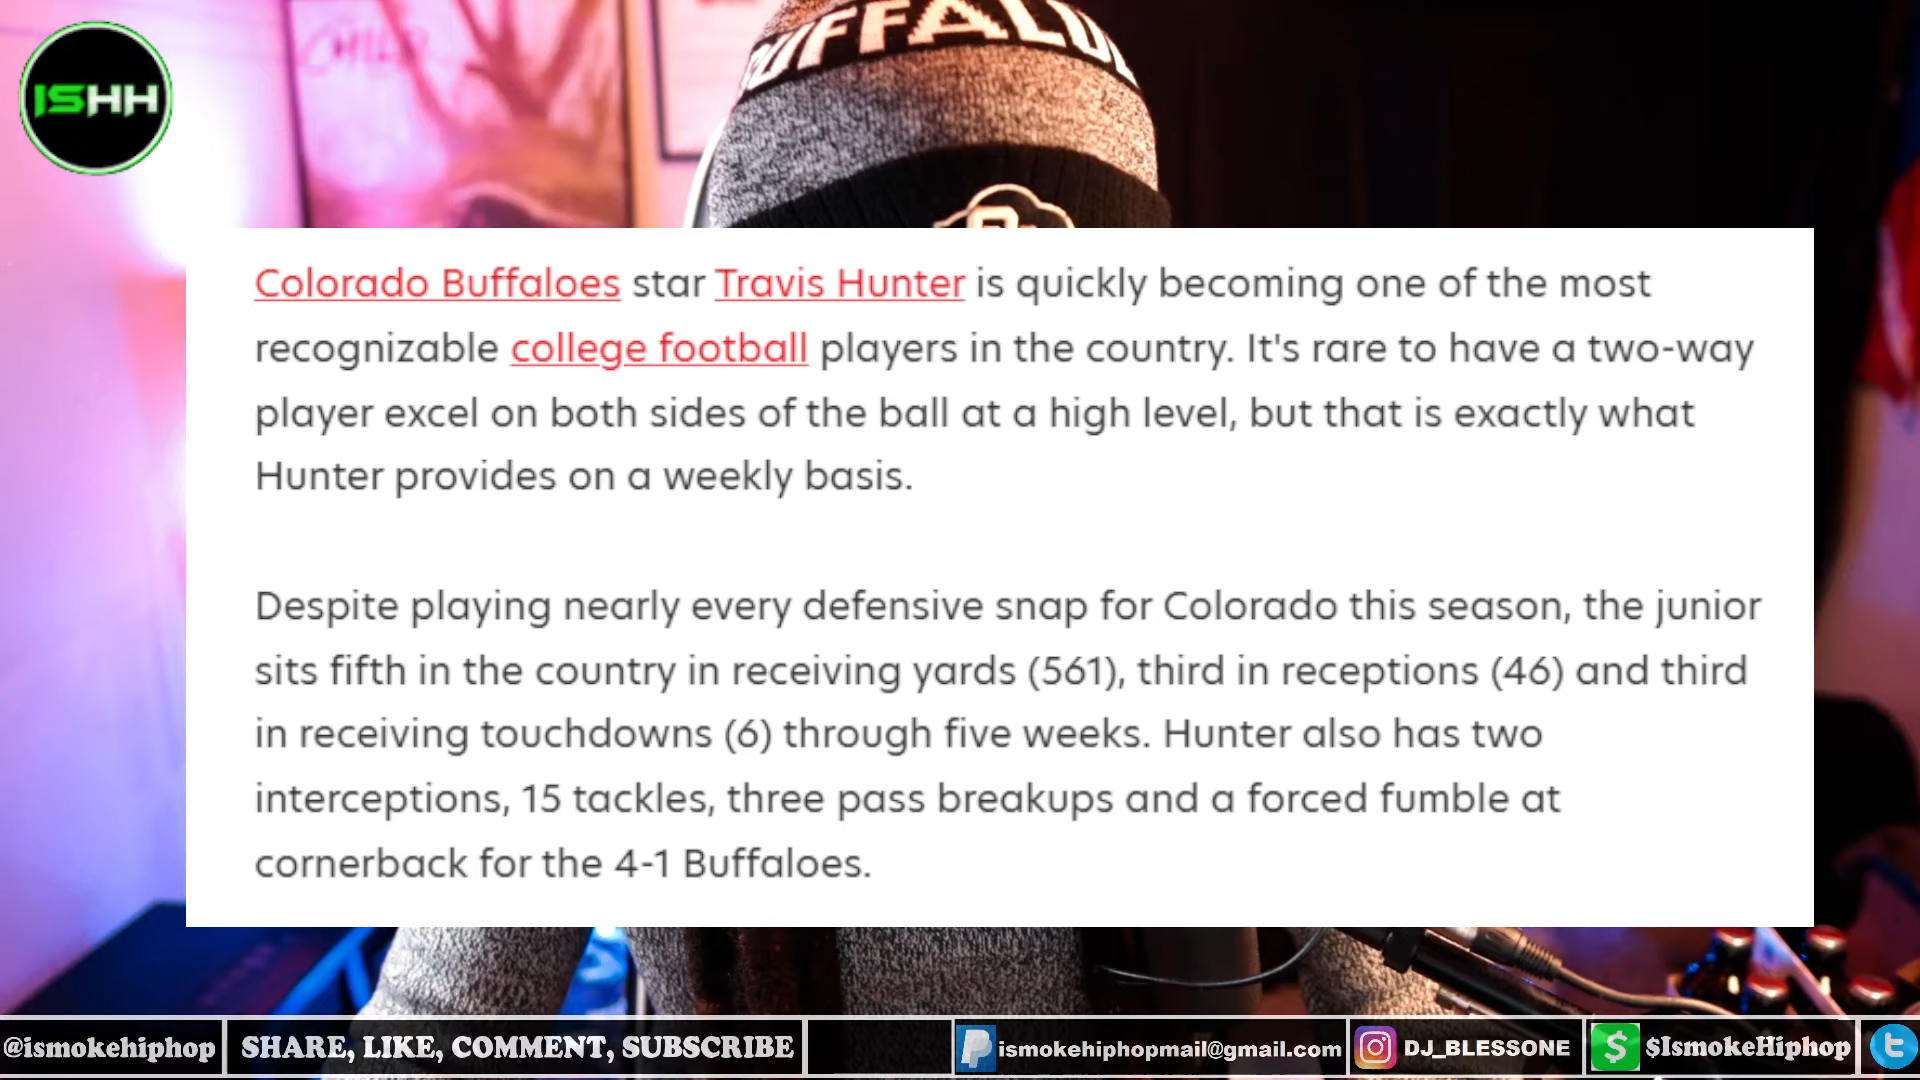 BUFFALO
CHILD
ISHH
Colorado Buffaloes star Travis Hunter is quickly becoming one of the most
recognizable college football players in the country. It's rare to have a two-way
player excel on both sides of the ball at a high level, but that is exactly what
Hunter provides on a weekly basis.
Despite playing nearly every defensive snap for Colorado this season, the junior
sits fifth in the country in receiving yards (561), third in receptions (46) and third
in receiving touchdowns (6) through five weeks. Hunter also has two
interceptions, 15 tackles, three pass breakups and a forced fumble at
cornerback for the 4-1 Buffaloes.
@ismokehiphop
SHARE, LIKE, COMMENT, SUBSCRIBE
ismokehiphopmail@gmail.com
DJ_BLESSONE
$IsmokeHiphop